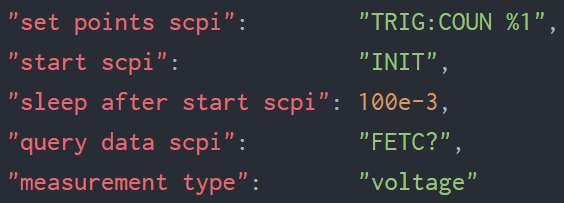 "set points scpi":        "TRIG:COUN %1",
"start scpi":             "INIT",
"sleep after start scpi": 100e-3,
"query data scpi":        "FETC?",
"measurement type":       "voltage"